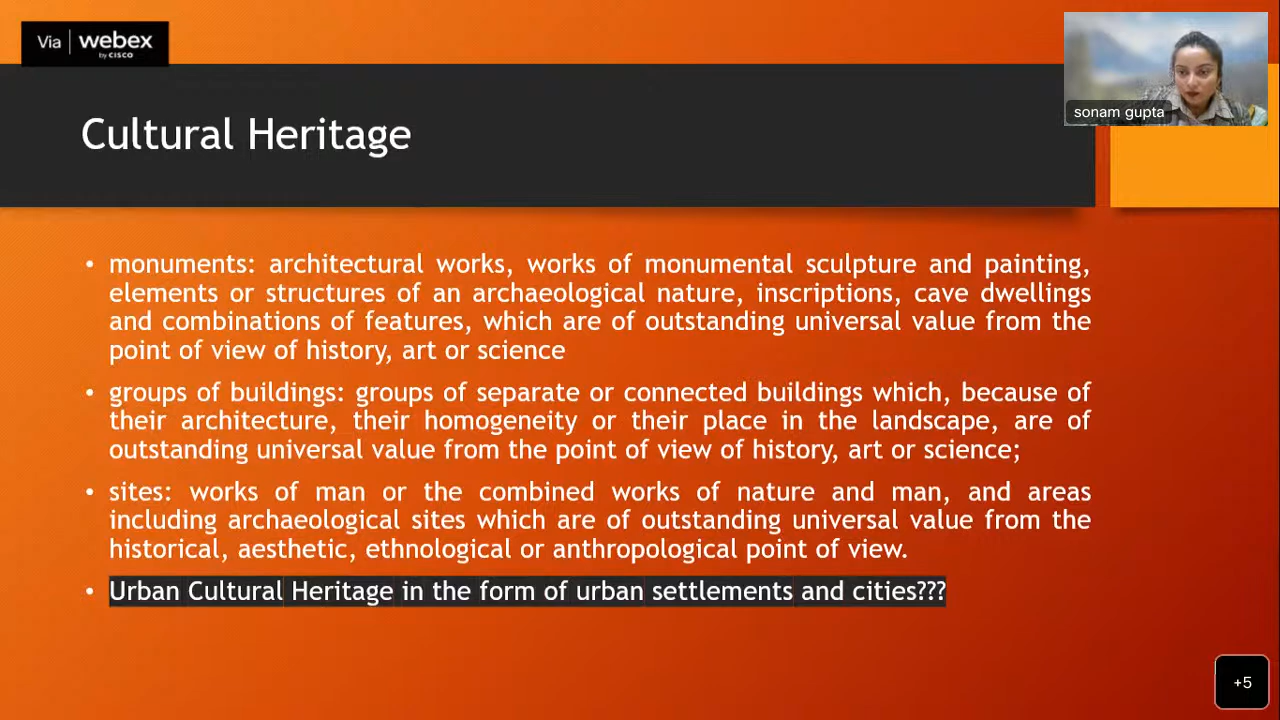 Via webex
by CISCO
sonam gupta
Cultural Heritage
• monuments: architectural works, works of monumental sculpture and painting,
elements or structures of an archaeological nature, inscriptions, cave dwellings
and combinations of features, which are of outstanding universal value from the
point of view of history, art or science
• groups of buildings: groups of separate or connected buildings which, because of
their architecture, their homogeneity or their place in the landscape, are of
outstanding universal value from the point of view of history, art or science;
• sites: works of man or the combined works of nature and man, and areas
including archaeological sites which are of outstanding universal value from the
historical, aesthetic, ethnological or anthropological point of view.
• Urban Cultural Heritage in the form of urban settlements and cities???
+5